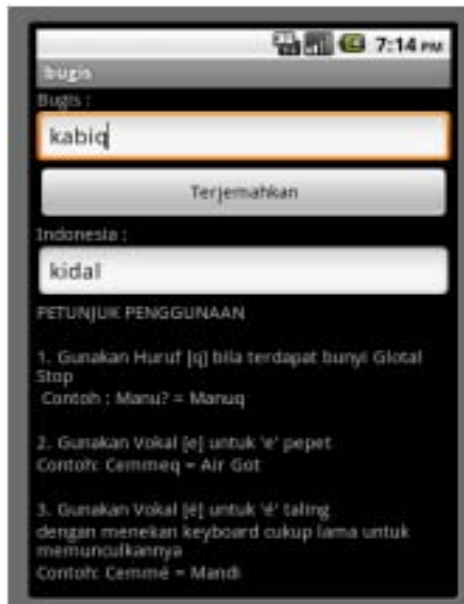 7:14 PM
bugis
Bugis :
kabiq
Terjemahkan
Indonesia :
kidal
PETUNJUK PENGGUNAAN
1. Gunakan Huruf [q] bila terdapat bunyi Glotal
Stop
Contoh : Manu? = Manuq
2. Gunakan Vokal [e] untuk 'e' pepet
Contoh: Cemmeq = Air Got
3. Gunakan Vokal [é] untuk 'é' taling
dengan menekan keyboard cukup lama untuk
memunculkannya
Contoh: Cemmé = Mandi